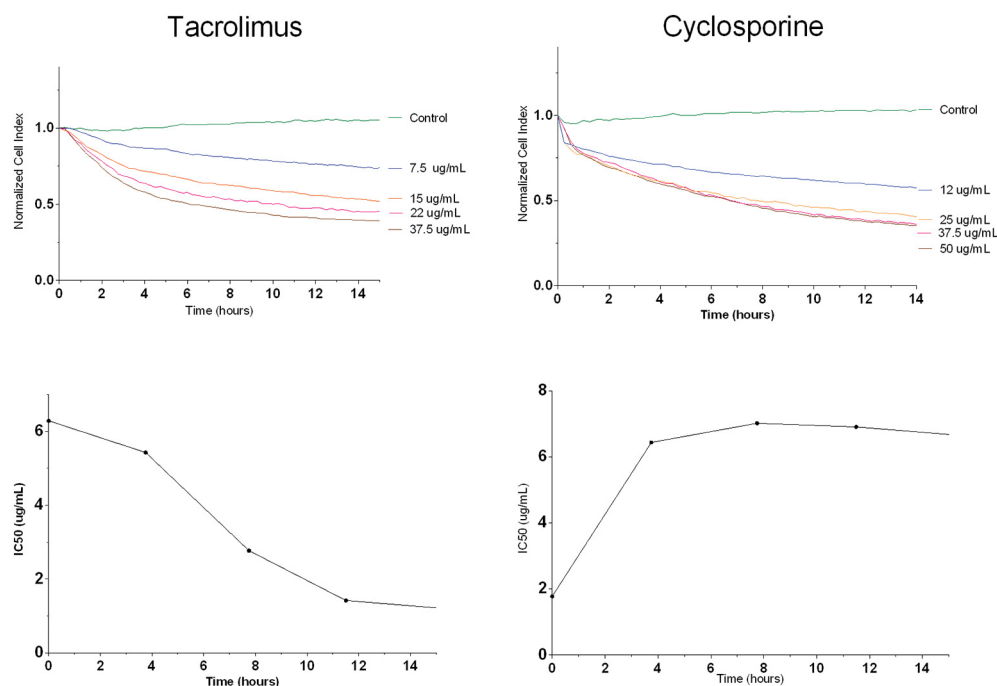 Tacrolimus
Normalized Cell Index
1.0
0.5
0.0
0 2 4 6 8 10 12 14
Time (hours)
Control
7.5 ug/mL
15 ug/mL
22 ug/mL
37.5 ug/mL
Cyclosporine
Normalized Cell Index
1.0
0.5
0.0
0 2 4 6 8 10 12 14
Time (hours)
Control
12 ug/mL
25 ug/mL
37.5 ug/mL
50 ug/mL
IC50 (ug/mL)
6
4
2
0
0 2 4 6 8 10 12 14
Time (hours)
IC50 (ug/mL)
8
6
4
2
0
0 2 4 6 8 10 12 14
Time (hours)